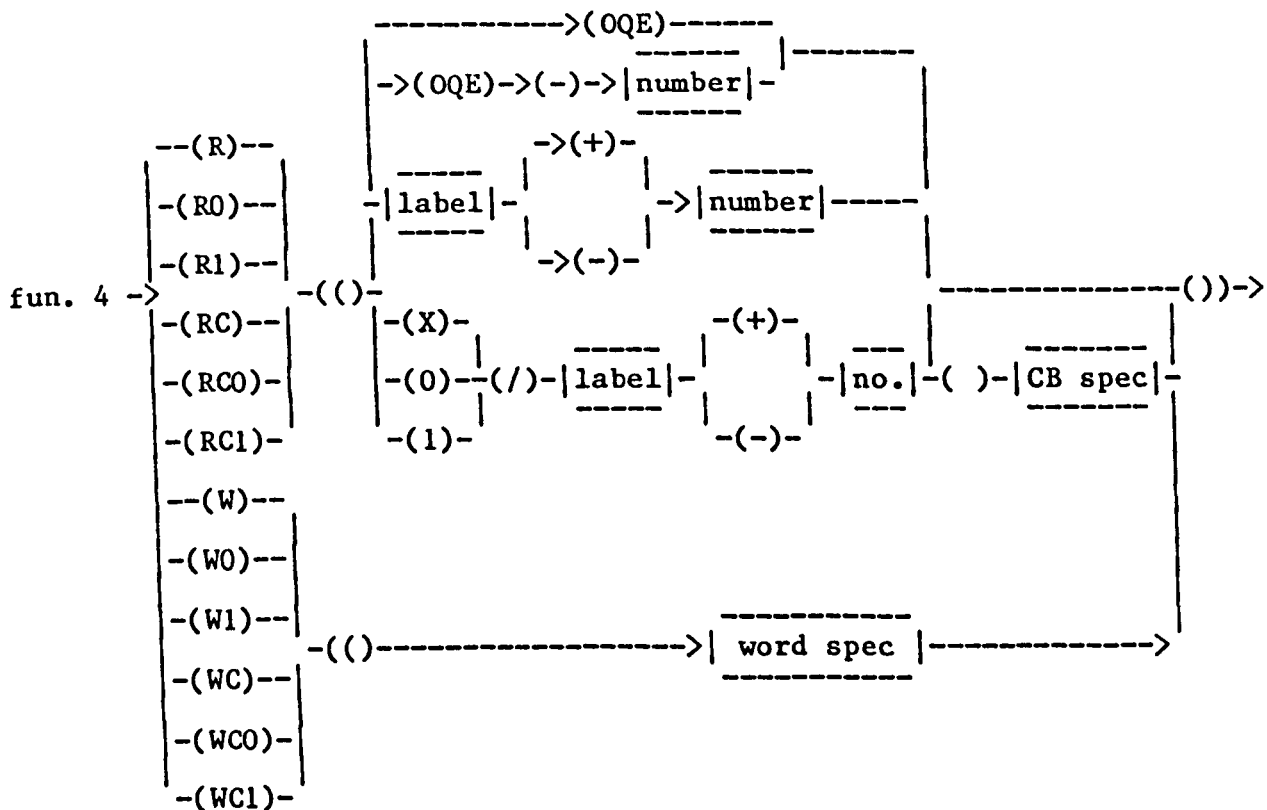 ----------->(OQE)------
->(OQE)->(-)->|number|-
--(R)--
->(+)-
-(R0)--
-|label|-
->|number|-----
-(R1)--
->(-)-
fun. 4 ->
-(()-
---------------())->
-(RC)--
-(X)-
-(+)-
-(RC0)-
-(0)--(/)-|label|-
-|no.|-( )-|CB spec|-
-(RC1)-
-(1)-
-(-)-
--(W)--
-(W0)--
-(W1)--
-(()------------------>| word spec |------------>
-(WC)--
-(WC0)-
-(WC1)-